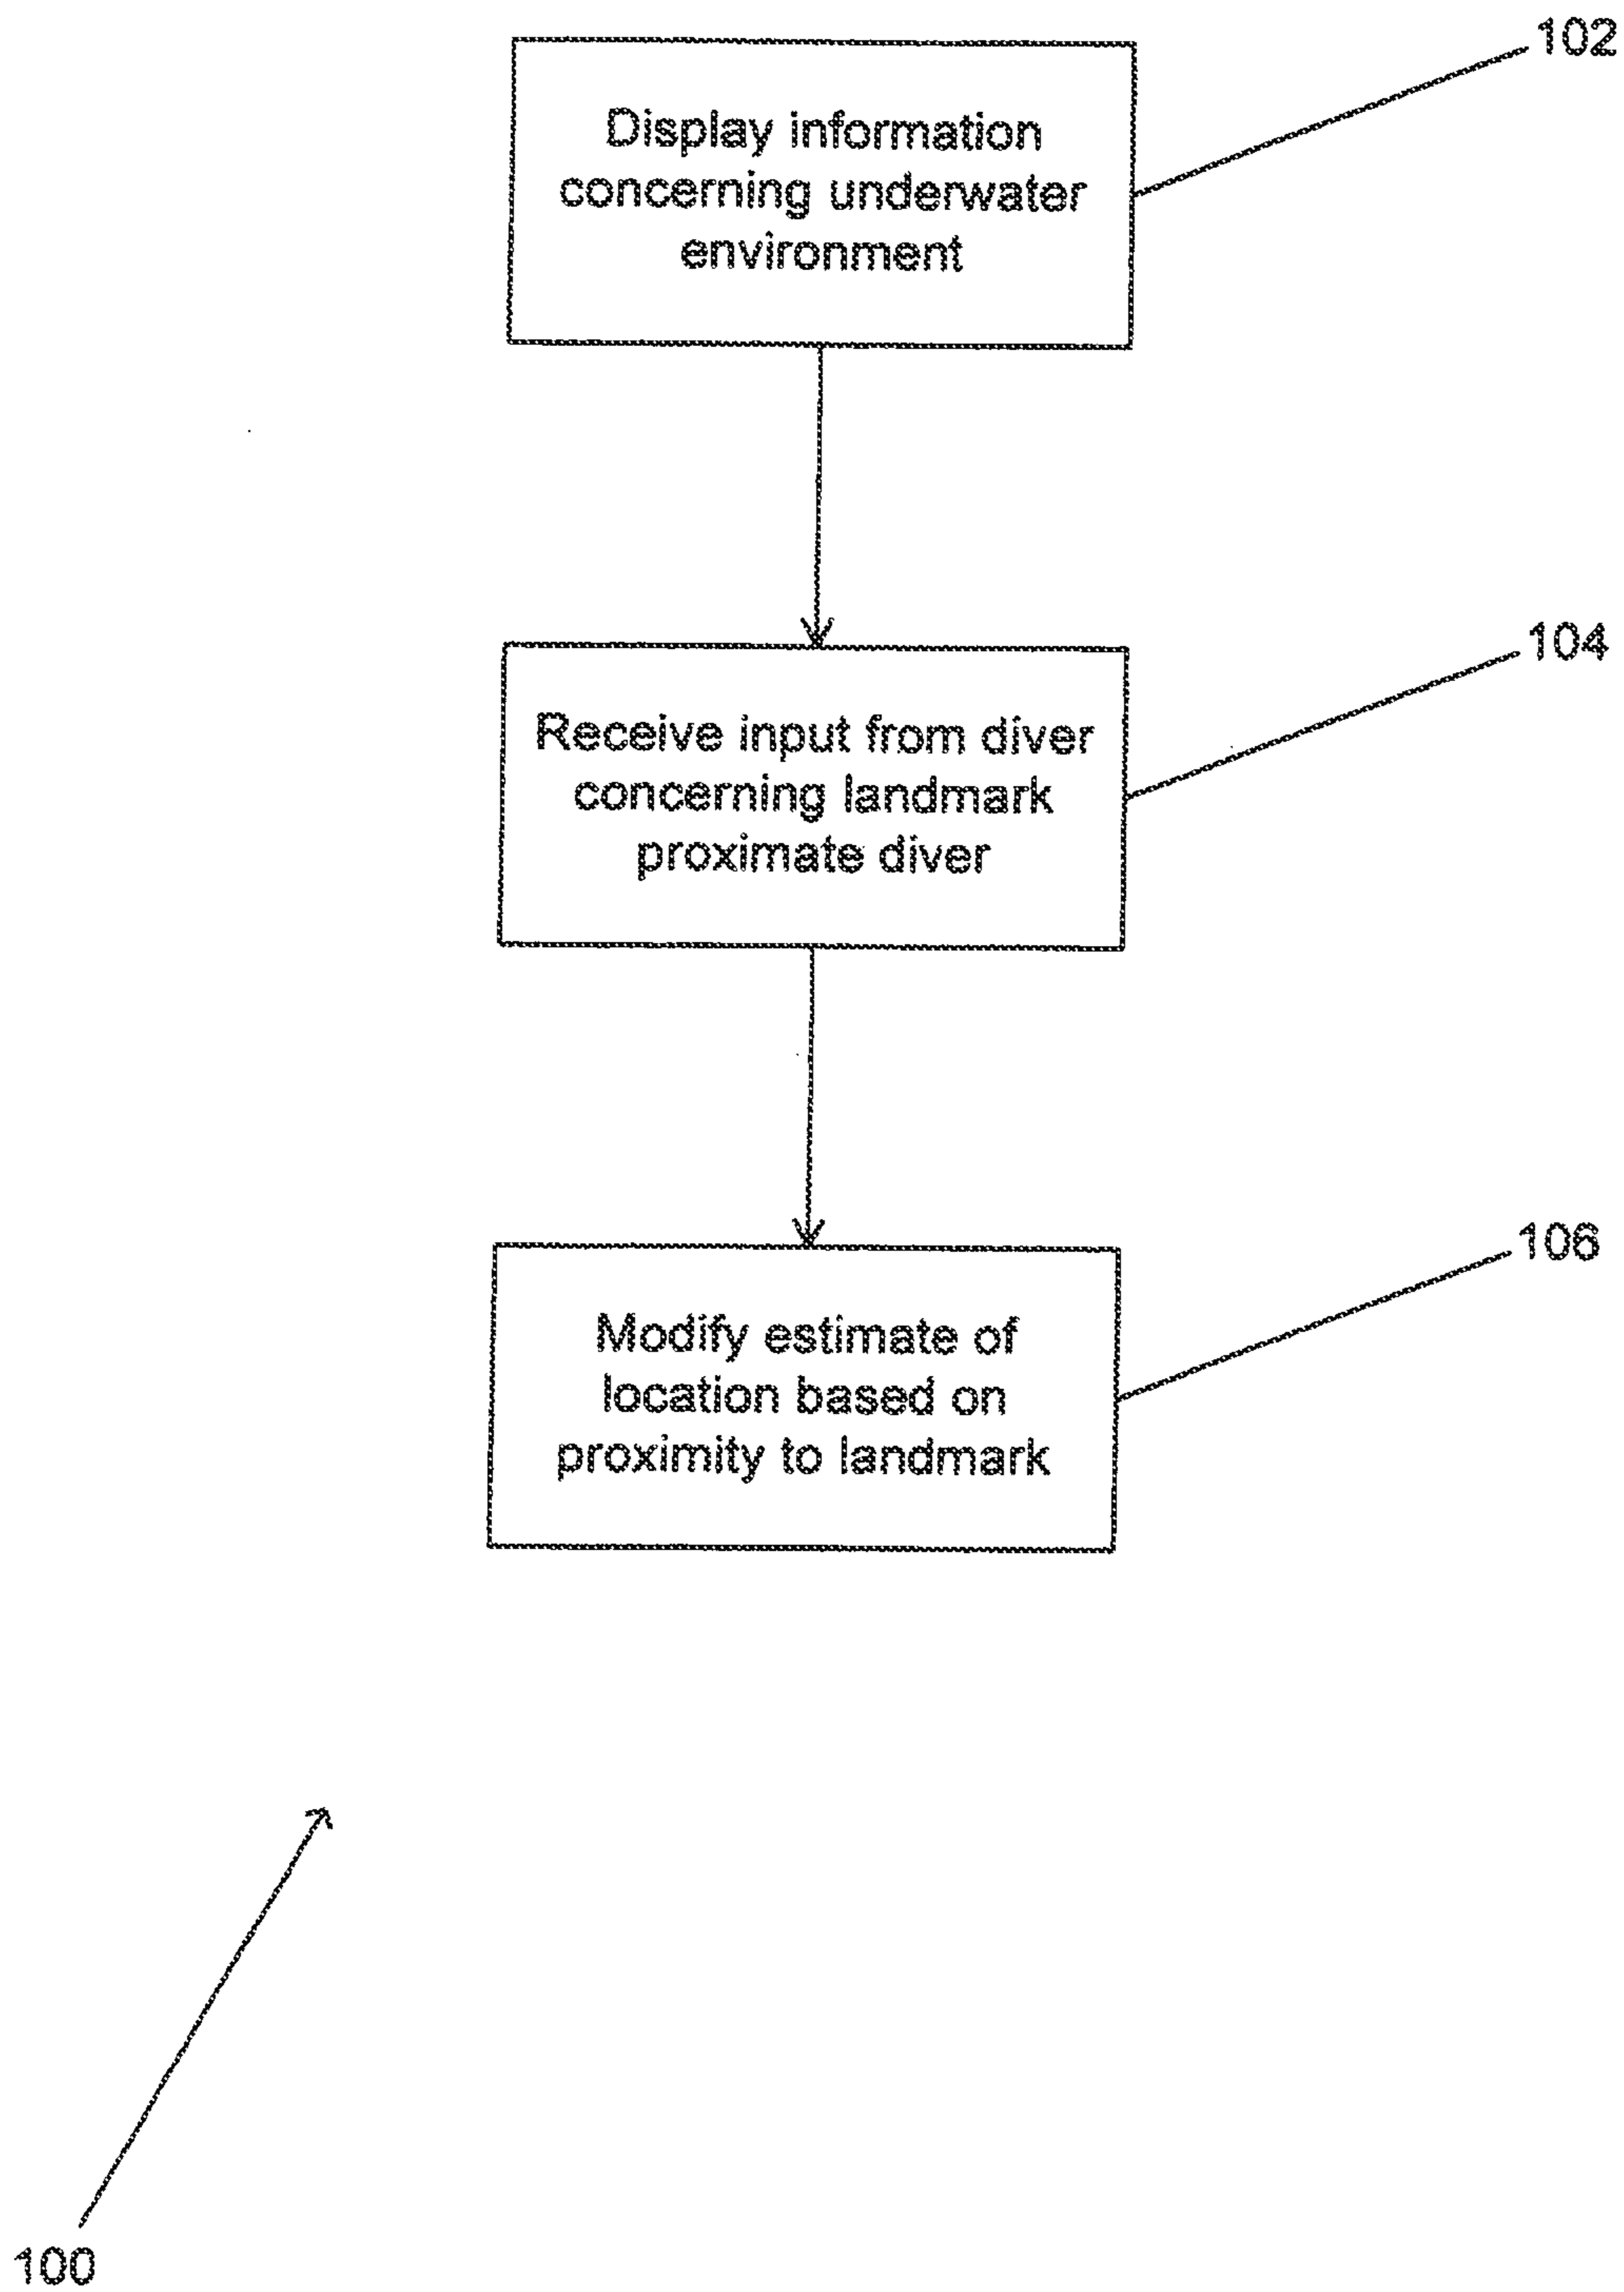 102
Display information
concerning underwater
environment
104
Receive input from diver
concerning landmark
proximate diver
106
Modify estimate of
location based on
proximity to landmark
100